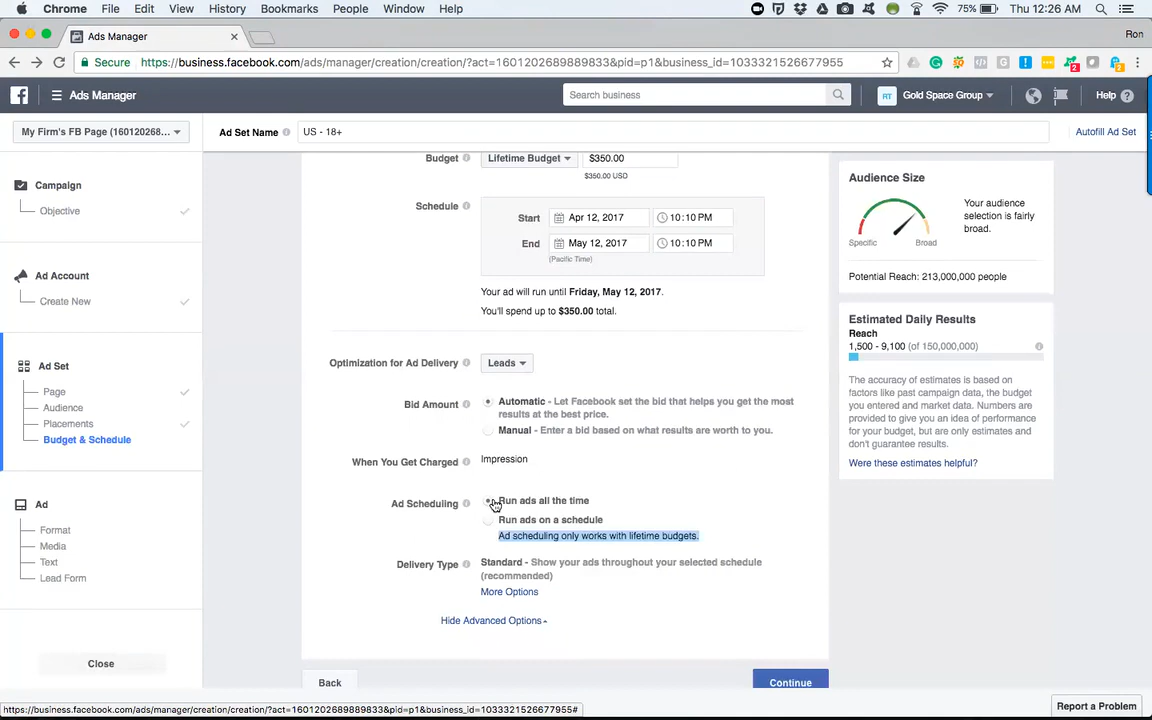 Chrome File Edit View History Bookmarks People Window Help 75% Thu 12:26 AM
Ads Manager Ron
Secure https://business.facebook.com/ads/manager/creation/creation/?act=1601202689889833&pid=p1&business_id=1033321526677955
Ads Manager Search business RT Gold Space Group Help
My Firm's FB Page (160120268... Ad Set Name US - 18+ Autofill Ad Set
Campaign
Objective
Ad Account
Create New
Ad Set
Page
Audience
Placements
Budget & Schedule
Ad
Format
Media
Text
Lead Form
Close
Budget Lifetime Budget $350.00
$350.00 USD
Schedule Start Apr 12, 2017 10:10 PM
End May 12, 2017 10:10 PM
(Pacific Time)
Your ad will run until Friday, May 12, 2017.
You'll spend up to $350.00 total.
Optimization for Ad Delivery Leads
Bid Amount Automatic - Let Facebook set the bid that helps you get the most
results at the best price.
Manual - Enter a bid based on what results are worth to you.
When You Get Charged Impression
Ad Scheduling Run ads all the time
Run ads on a schedule
Ad scheduling only works with lifetime budgets.
Delivery Type Standard - Show your ads throughout your selected schedule
(recommended)
More Options
Hide Advanced Options
Back Continue
Audience Size
Your audience
selection is fairly
broad.
Specific Broad
Potential Reach: 213,000,000 people
Estimated Daily Results
Reach
1,500 - 9,100 (of 150,000,000)
The accuracy of estimates is based on
factors like past campaign data, the budget
you entered and market data. Numbers are
provided to give you an idea of performance
for your budget, but are only estimates and
don't guarantee results.
Were these estimates helpful?
https://business.facebook.com/ads/manager/creation/creation/?act=1601202689889833&pid=p1&business_id=1033321526677955#
Report a Problem